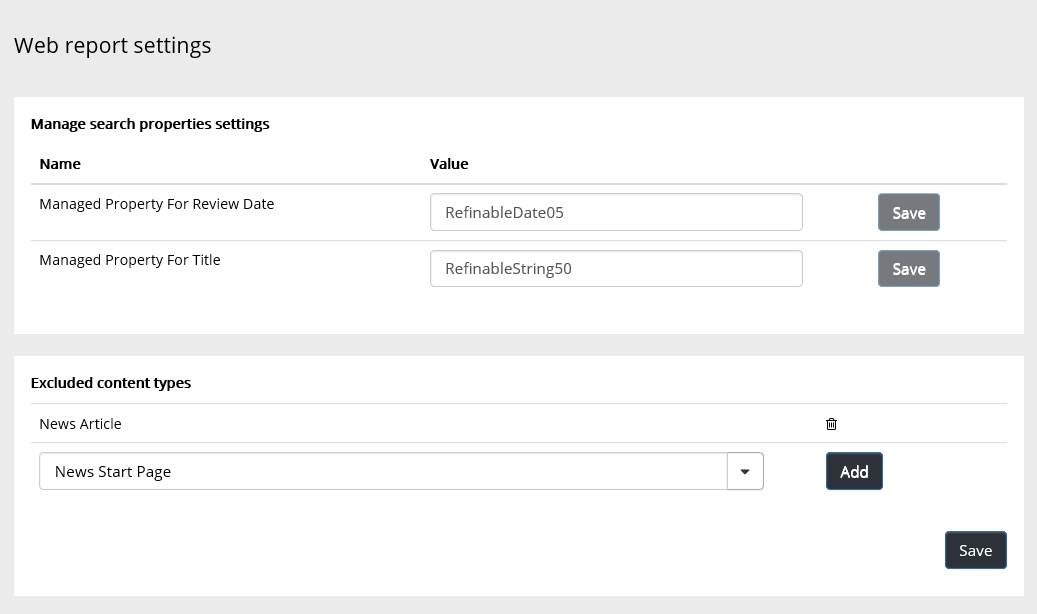 Web report settings
Manage search properties settings
Name Value
Managed Property For Review Date RefinableDate05 Save
Managed Property For Title RefinableString50 Save
Excluded content types
News Article
News Start Page Add
Save